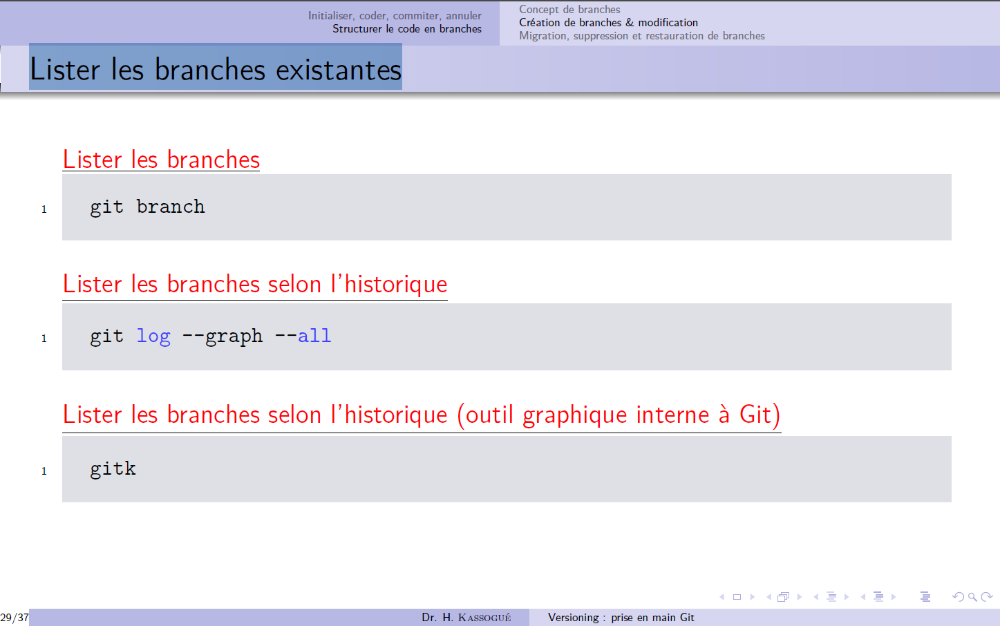 Initialiser, coder, commiter, annuler
Structurer le code en branches
Concept de branches
Création de branches & modification
Migration, suppression et restauration de branches
Lister les branches existantes
Lister les branches
1 git branch
Lister les branches selon l'historique
1 git log --graph --all
Lister les branches selon l'historique (outil graphique interne à Git)
1 gitk
29/37 Dr. H. Kassogué Versioning : prise en main Git